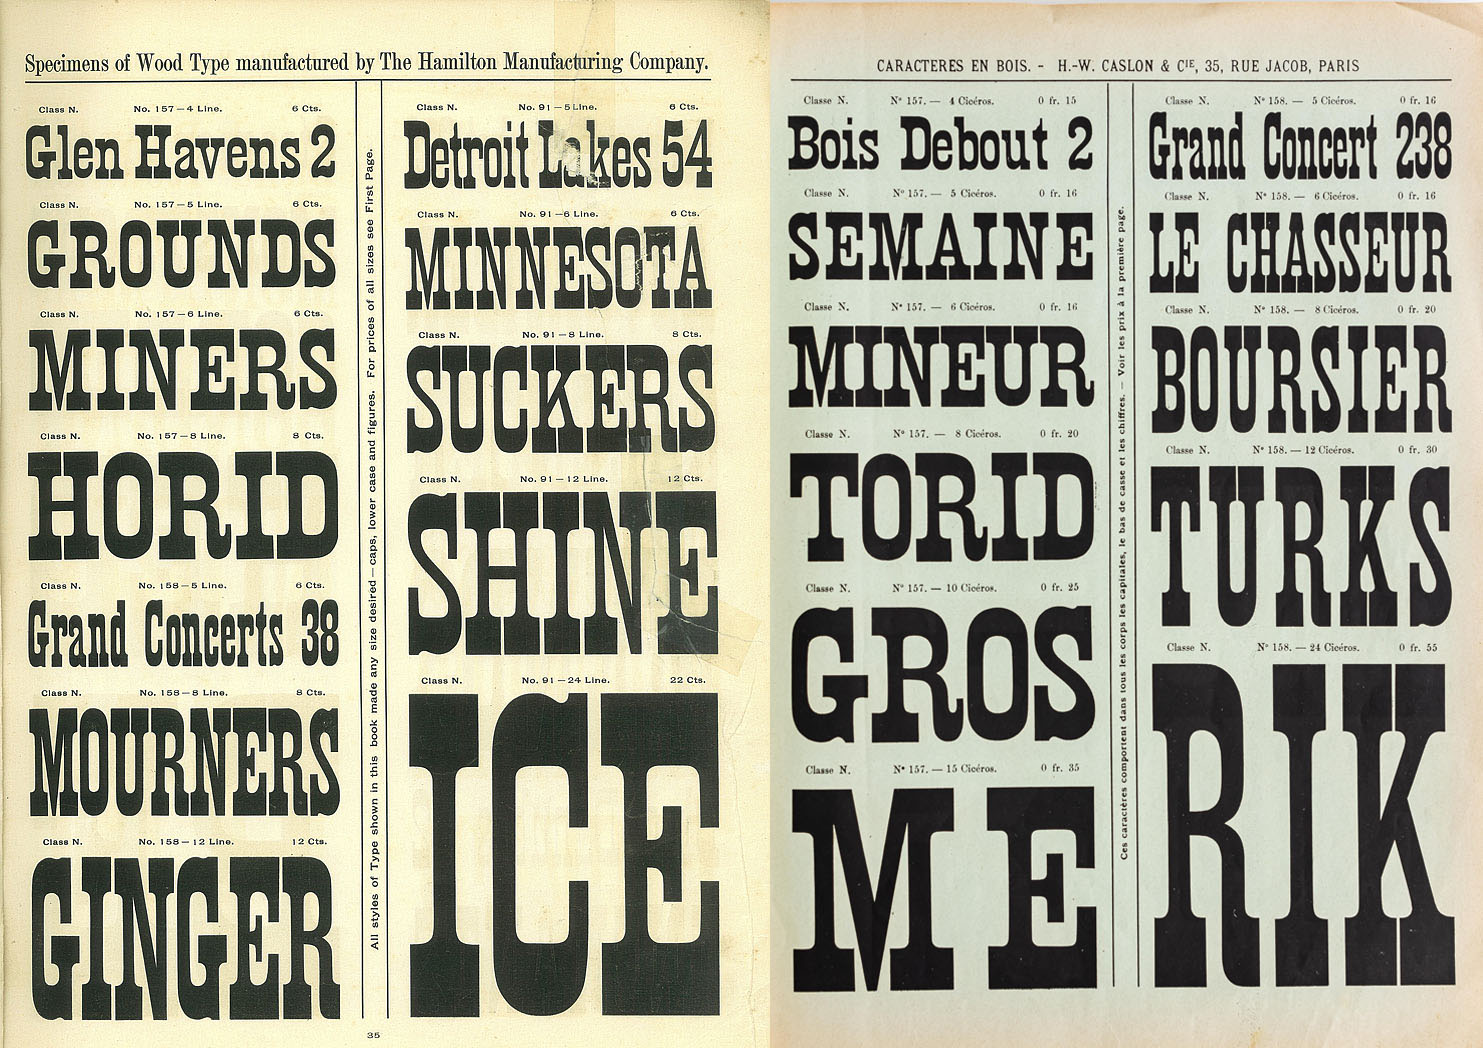 Specimens of Wood Type manufactured by The Hamilton Manufacturing Company.
Class N. No. 157—4 Line. 6 Cts.
Glen Havens 2
Class N. No. 157—5 Line. 6 Cts.
GROUNDS
Class N. No. 157—6 Line. 6 Cts.
MINERS
Class N. No. 157—8 Line. 8 Cts.
HORID
Class N. No. 158—5 Line. 6 Cts.
Grand Concerts 38
Class N. No. 158—8 Line. 8 Cts.
MOURNERS
Class N. No. 158—12 Line. 12 Cts.
GINGER
All styles of Type shown in this book made any size desired—caps, lower case and figures. For prices of all sizes see First Page.
Class N. No. 91—5 Line. 6 Cts.
Detroit Lakes 54
Class N. No. 91—6 Line. 6 Cts.
MINNESOTA
Class N. No. 91—8 Line. 8 Cts.
SUCKERS
Class N. No. 91—12 Line. 12 Cts.
SHINE
Class N. No. 91—24 Line. 22 Cts.
ICE
35
CARACTERES EN BOIS. - H.-W. CASLON & CIE, 35, RUE JACOB, PARIS
Classe N. N° 157. — 4 Cicéros. 0 fr. 15
Bois Debout 2
Classe N. N° 157. — 5 Cicéros. 0 fr. 16
SEMAINE
Classe N. N° 157. — 6 Cicéros. 0 fr. 16
MINEUR
Classe N. N° 157. — 8 Cicéros. 0 fr. 20
TORID
Classe N. N° 157. — 10 Cicéros. 0 fr. 25
GROS
Classe N. N° 157. — 15 Cicéros. 0 fr. 35
ME
Ces caractères comportent dans tous les corps les capitales, le bas de casse et les chiffres. — Voir les prix à la première page.
Classe N. N° 158. — 5 Cicéros. 0 fr. 16
Grand Concert 238
Classe N. N° 158. — 6 Cicéros. 0 fr. 16
LE CHASSEUR
Classe N. N° 158. — 8 Cicéros. 0 fr. 20
BOURSIER
Classe N. N° 158. — 12 Cicéros. 0 fr. 30
TURKS
Classe N. N° 158. — 24 Cicéros. 0 fr. 55
RIK